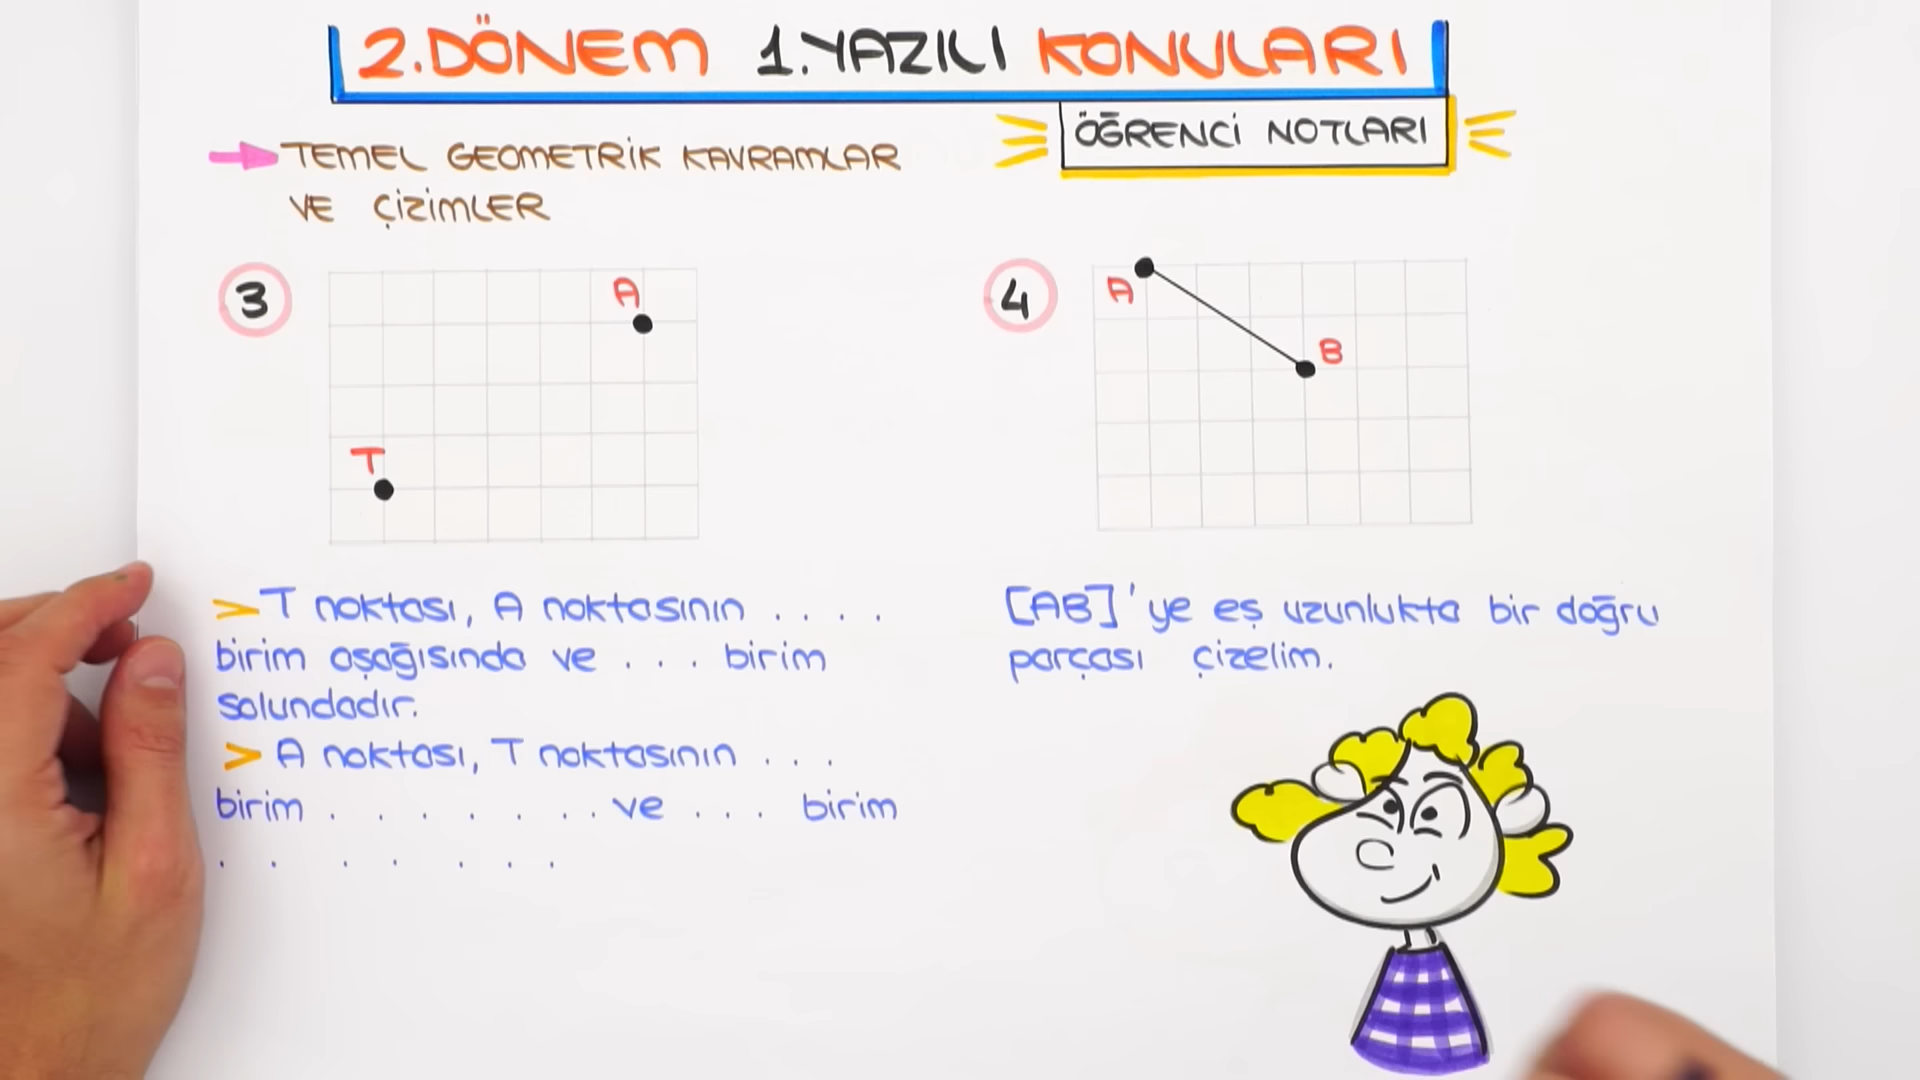 2.DÖNEM 1.YAZILI KONULARI
ÖĞRENCİ NOTLARI
TEMEL GEOMETRİK KAVRAMLAR
VE ÇİZİMLER
3
A
T
> T noktası, A noktasının . . . .
birim aşağısında ve . . . birim
solundadır.
> A noktası, T noktasının . . .
birim . . . . . . . ve . . . birim
. . . . . . .
4
A
B
[AB]'ye eş uzunlukta bir doğru
parçası çizelim.